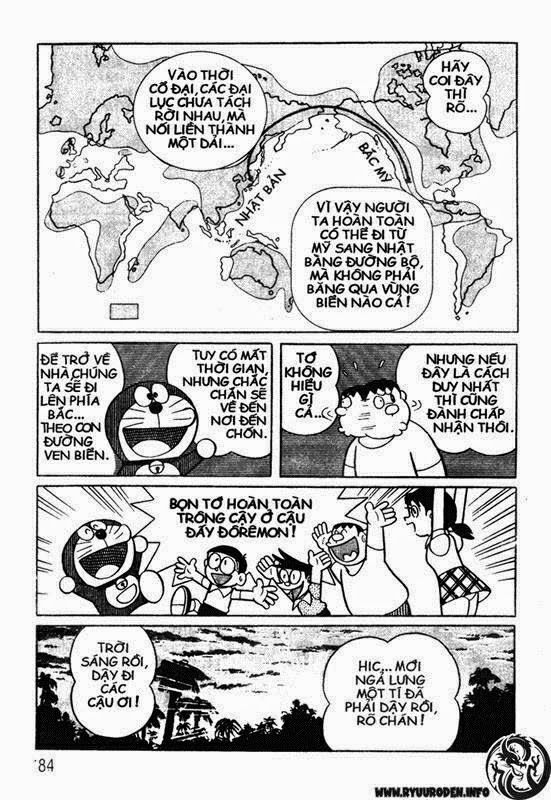 VÀO THỜI
CỔ ĐẠI, CÁC ĐẠI
LỤC CHƯA TÁCH
RỜI NHAU, MÀ
NỐI LIỀN THÀNH
MỘT DẢI...
HÃY
COI ĐÂY
THÌ
RÕ...
NHẬT BẢN
BẮC MỸ
VÌ VẬY NGƯỜI
TA HOÀN TOÀN
CÓ THỂ ĐI TỪ
MỸ SANG NHẬT
BẰNG ĐƯỜNG BỘ,
MÀ KHÔNG PHẢI
BĂNG QUA VÙNG
BIỂN NÀO CẢ!
ĐỂ TRỞ VỀ
NHÀ CHÚNG
TA SẼ ĐI
LÊN PHÍA
BẮC...
THEO CON
ĐƯỜNG
VEN BIỂN.
TUY CÓ MẤT
THỜI GIAN,
NHƯNG CHẮC
CHẮN SẼ
VỀ ĐẾN
NƠI ĐẾN
CHỐN.
TỚ
KHÔNG
HIỂU
GÌ
CẢ...
NHƯNG NẾU
ĐÂY LÀ CÁCH
DUY NHẤT
THÌ CŨNG
ĐÀNH CHẤP
NHẬN THÔI.
BỌN TỚ HOÀN TOÀN
TRÔNG CẬY Ở CẬU
ĐẤY ĐÔRÊMON!
TRỜI
SÁNG RỒI,
DẬY ĐI
CÁC
CẬU ƠI!
HIC... MỚI
NGẢ LƯNG
MỘT TÍ ĐÃ
PHẢI DẬY RỒI,
RÕ CHÁN!
84
WWW.RYUURODEN.INFO